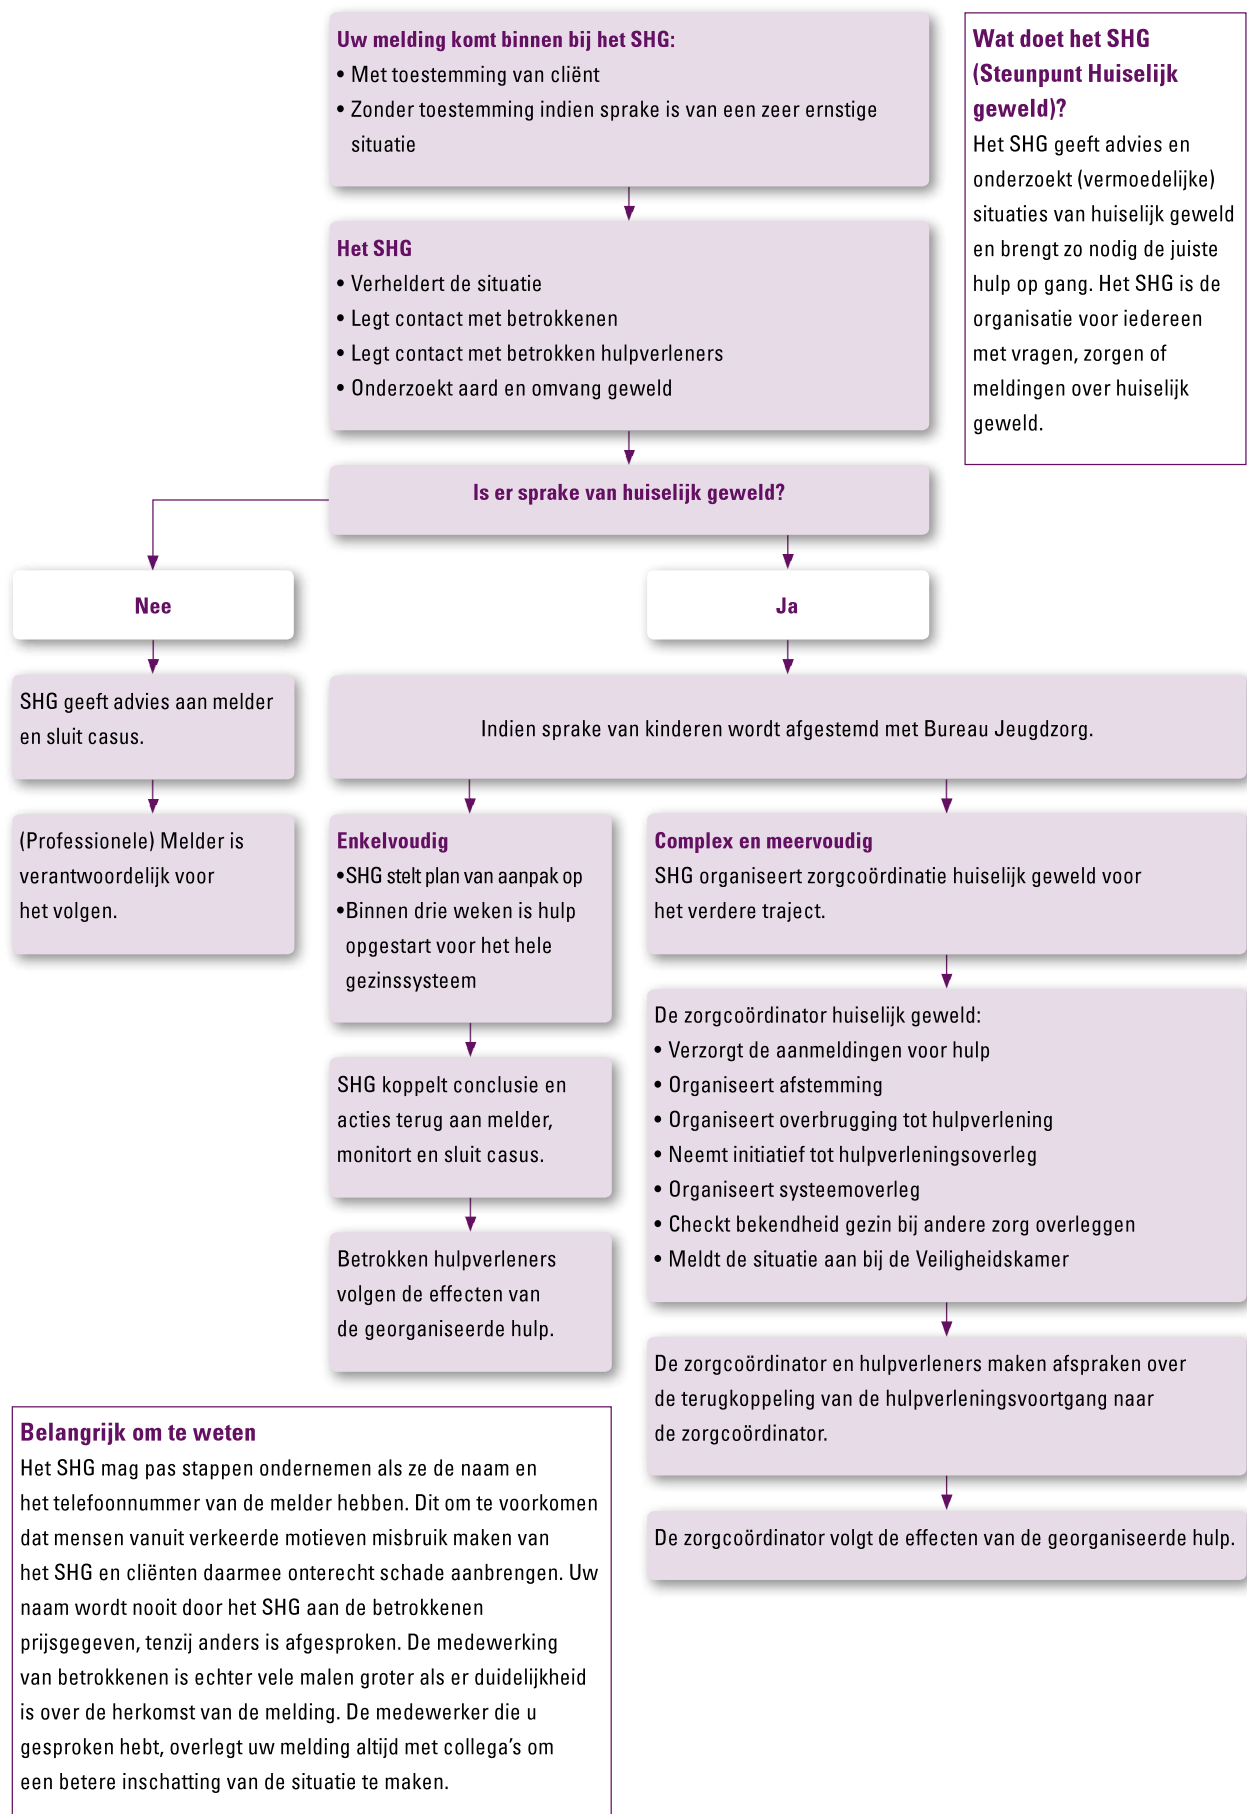 Uw melding komt binnen bij het SHG:
• Met toestemming van cliënt
• Zonder toestemming indien sprake is van een zeer ernstige
situatie
Wat doet het SHG
(Steunpunt Huiselijk
geweld)?
Het SHG geeft advies en
onderzoekt (vermoedelijke)
situaties van huiselijk geweld
en brengt zo nodig de juiste
hulp op gang. Het SHG is de
organisatie voor iedereen
met vragen, zorgen of
meldingen over huiselijk
geweld.
Het SHG
• Verheldert de situatie
• Legt contact met betrokkenen
• Legt contact met betrokken hulpverleners
• Onderzoekt aard en omvang geweld
Is er sprake van huiselijk geweld?
Nee
Ja
SHG geeft advies aan melder
en sluit casus.
(Professionele) Melder is
verantwoordelijk voor
het volgen.
Indien sprake van kinderen wordt afgestemd met Bureau Jeugdzorg.
Enkelvoudig
•SHG stelt plan van aanpak op
•Binnen drie weken is hulp
opgestart voor het hele
gezinssysteem
SHG koppelt conclusie en
acties terug aan melder,
monitort en sluit casus.
Betrokken hulpverleners
volgen de effecten van
de georganiseerde hulp.
Complex en meervoudig
SHG organiseert zorgcoördinatie huiselijk geweld voor
het verdere traject.
De zorgcoördinator huiselijk geweld:
• Verzorgt de aanmeldingen voor hulp
• Organiseert afstemming
• Organiseert overbrugging tot hulpverlening
• Neemt initiatief tot hulpverleningsoverleg
• Organiseert systeemoverleg
• Checkt bekendheid gezin bij andere zorg overleggen
• Meldt de situatie aan bij de Veiligheidskamer
De zorgcoördinator en hulpverleners maken afspraken over
de terugkoppeling van de hulpverleningsvoortgang naar
de zorgcoördinator.
De zorgcoördinator volgt de effecten van de georganiseerde hulp.
Belangrijk om te weten
Het SHG mag pas stappen ondernemen als ze de naam en
het telefoonnummer van de melder hebben. Dit om te voorkomen
dat mensen vanuit verkeerde motieven misbruik maken van
het SHG en cliënten daarmee onterecht schade aanbrengen. Uw
naam wordt nooit door het SHG aan de betrokkenen
prijsgegeven, tenzij anders is afgesproken. De medewerking
van betrokkenen is echter vele malen groter als er duidelijkheid
is over de herkomst van de melding. De medewerker die u
gesproken hebt, overlegt uw melding altijd met collega's om
een betere inschatting van de situatie te maken.